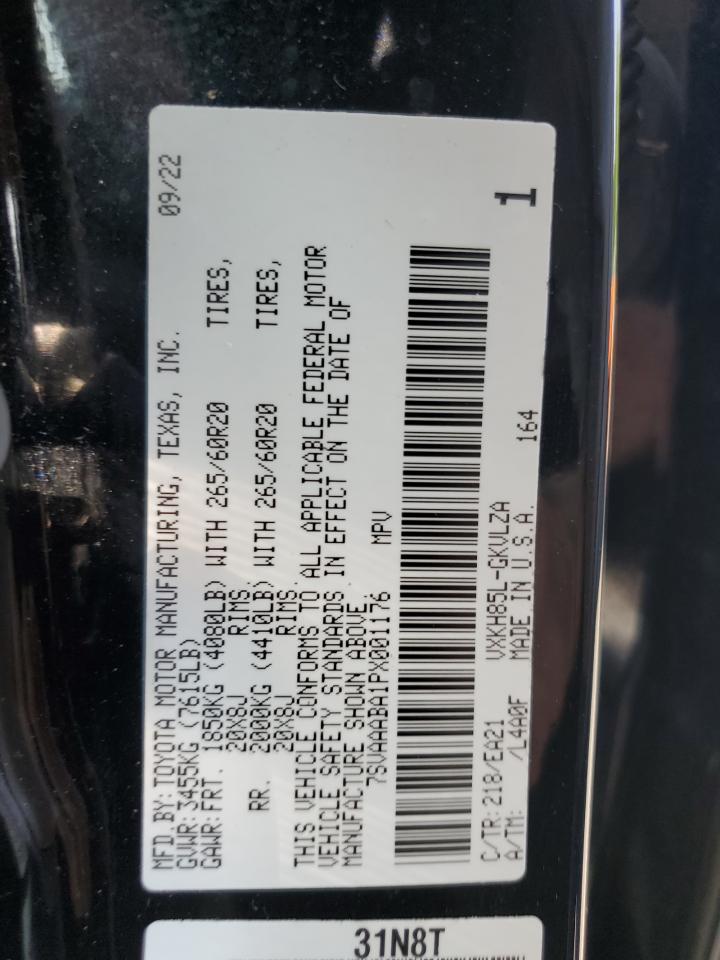 MFD.BY:TOYOTA MOTOR MANUFACTURING, TEXAS, INC. 09/22
GVWR:3455KG (7615LB)
GAWR:FRT. 1850KG (4080LB) WITH 265/60R20 TIRES,
20X8J RIMS
RR. 2000KG (4410LB) WITH 265/60R20 TIRES,
20X8J RIMS
THIS VEHICLE CONFORMS TO ALL APPLICABLE FEDERAL MOTOR
VEHICLE SAFETY STANDARDS IN EFFECT ON THE DATE OF
MANUFACTURE SHOWN ABOVE.
7SVAAABA1PX001176 MPV
C/TR:218/EA21 VXKH85L-GKVLZA 164 1
A/TM: /L4A0F MADE IN U.S.A.
31N8T